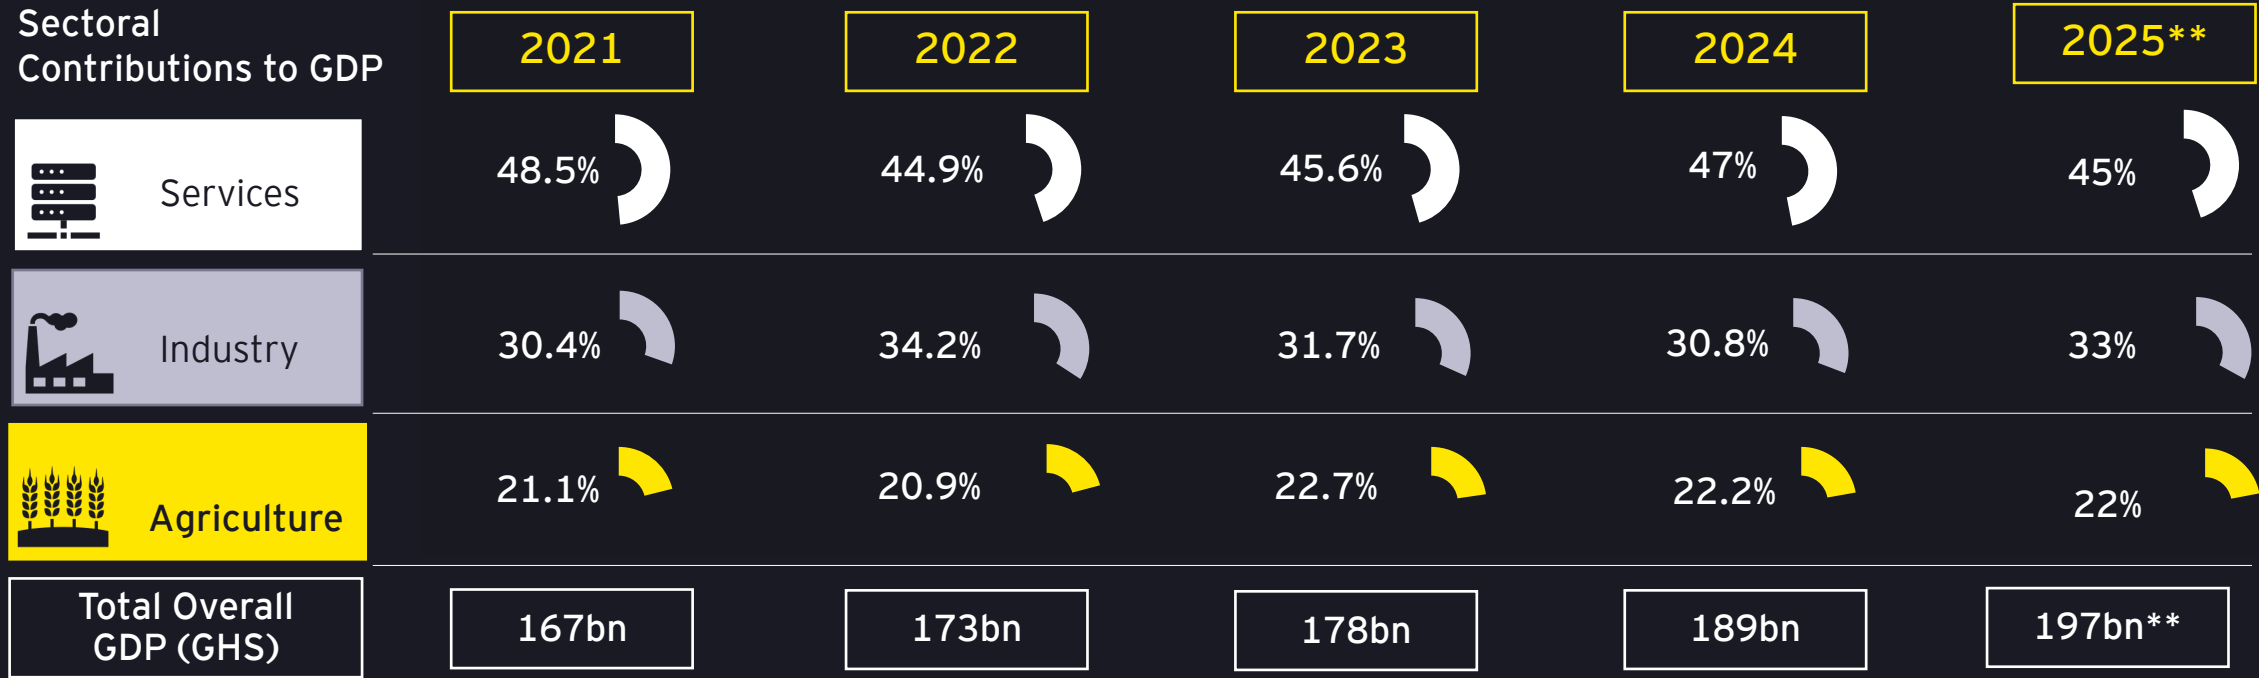 Sectoral
Contributions to GDP
2021
2022
2023
2024
2025**
Services
48.5%
44.9%
45.6%
47%
45%
Industry
30.4%
34.2%
31.7%
30.8%
33%
Agriculture
21.1%
20.9%
22.7%
22.2%
22%
Total Overall
GDP (GHS)
167bn
173bn
178bn
189bn
197bn**